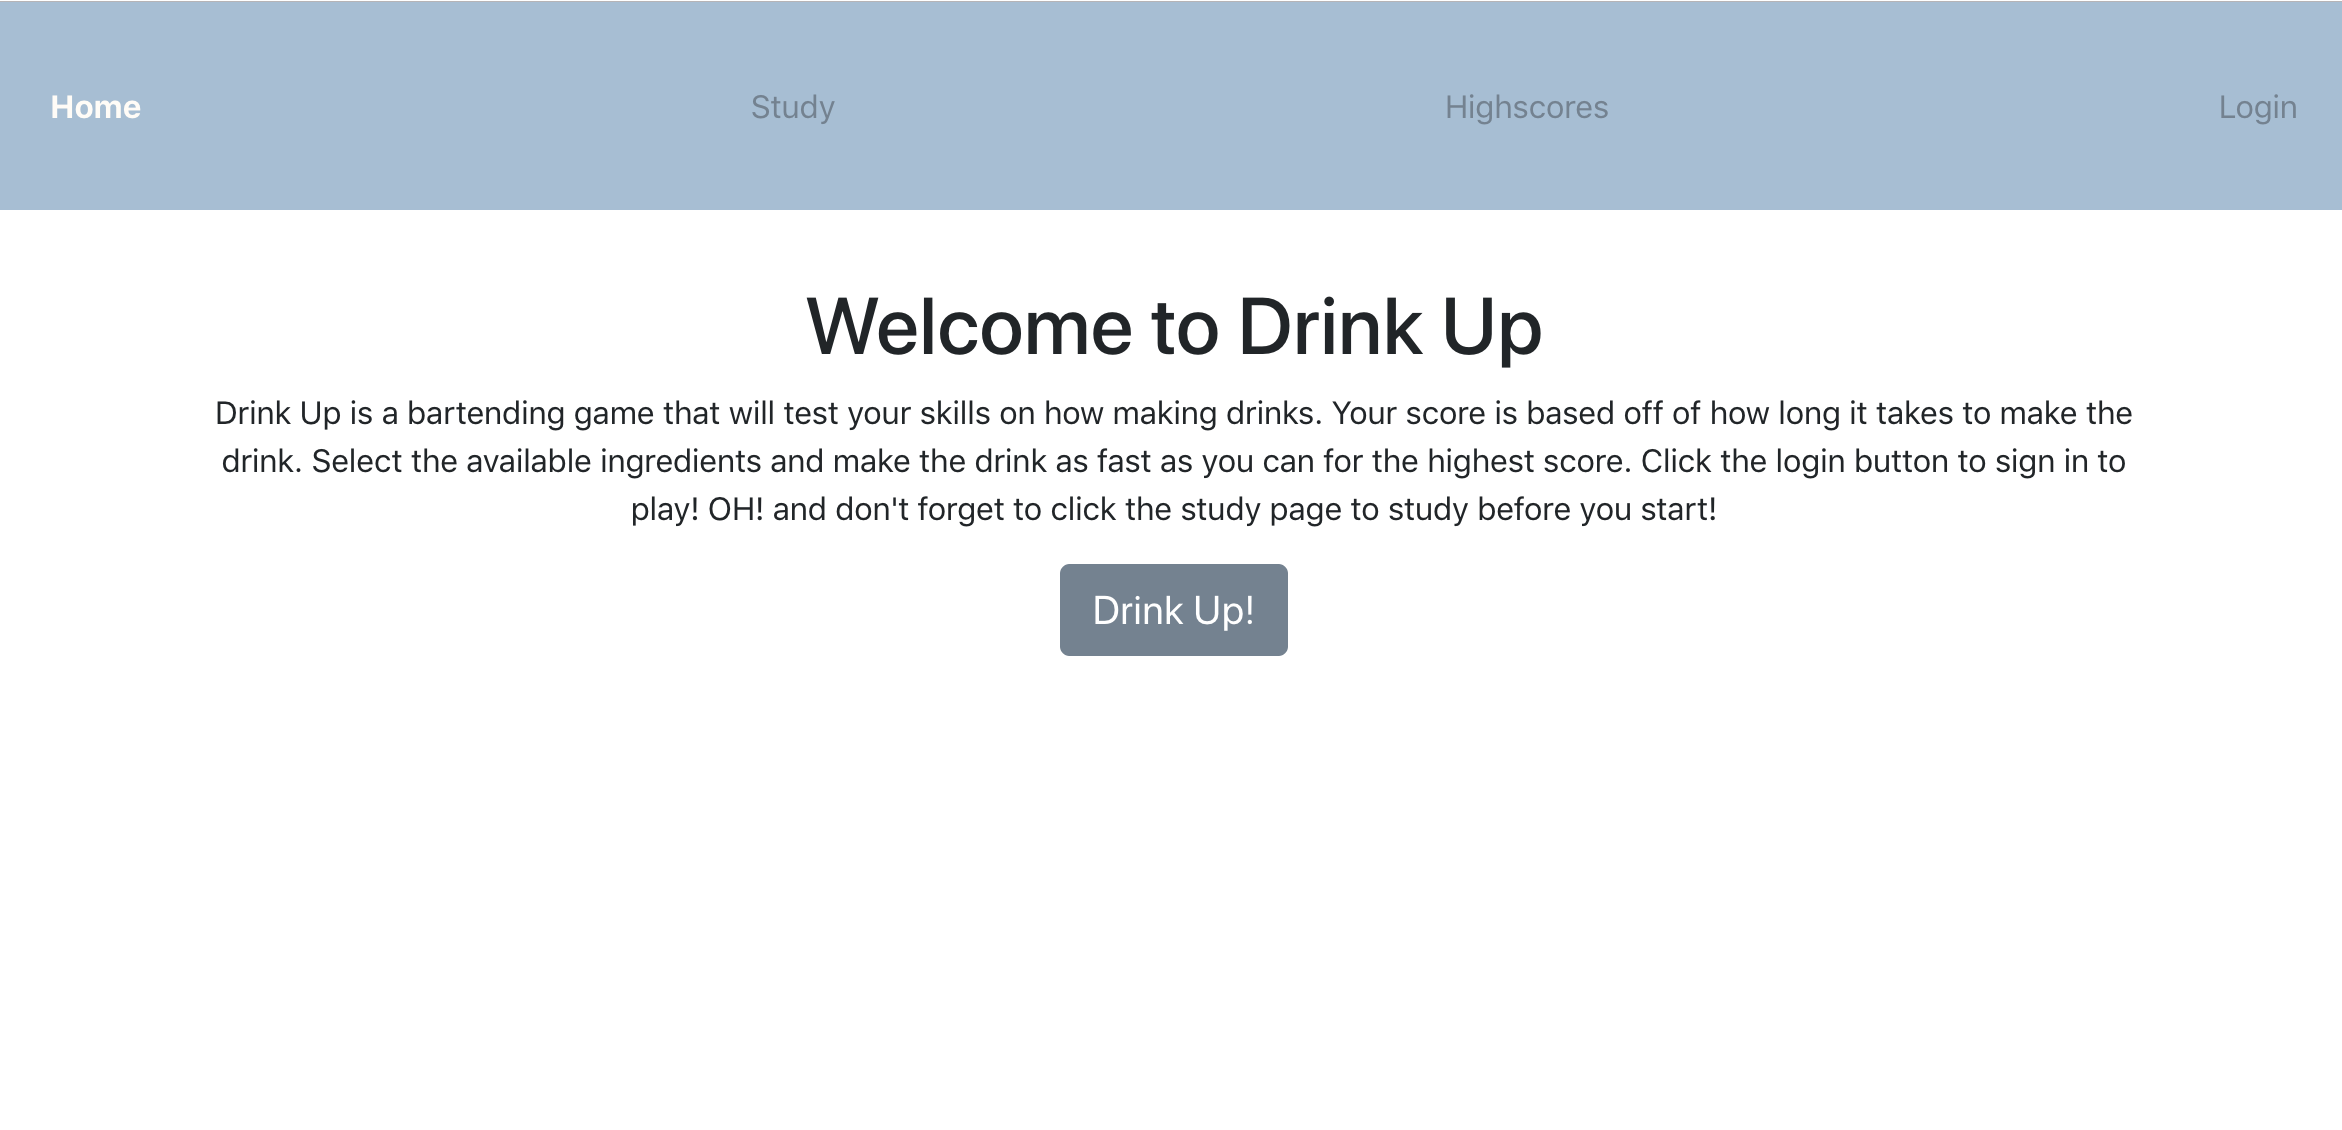 Home
Study
Highscores
Login
Welcome to Drink Up
Drink Up is a bartending game that will test your skills on how making drinks. Your score is based off of how long it takes to make the
drink. Select the available ingredients and make the drink as fast as you can for the highest score. Click the login button to sign in to
play! OH! and don't forget to click the study page to study before you start!
Drink Up!